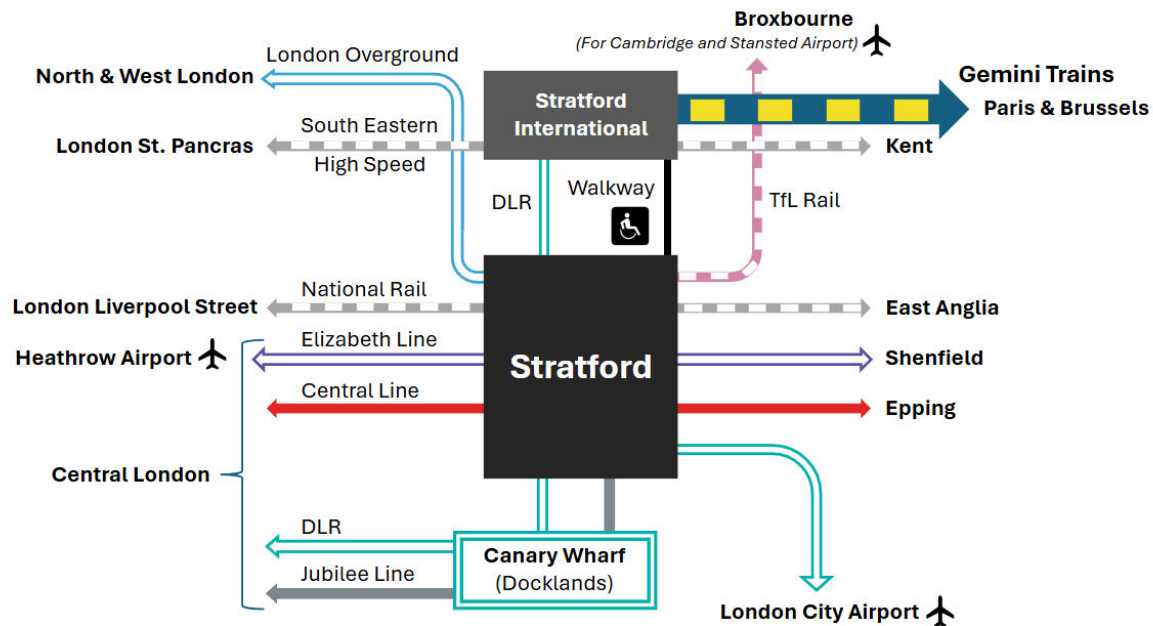 Broxbourne
(For Cambridge and Stansted Airport)
London Overground
North & West London
Gemini Trains
Paris & Brussels
Stratford
International
South Eastern
London St. Pancras
High Speed
Kent
DLR
Walkway
TfL Rail
National Rail
London Liverpool Street
East Anglia
Elizabeth Line
Heathrow Airport
Stratford
Shenfield
Central Line
Epping
Central London
DLR
Canary Wharf
(Docklands)
Jubilee Line
London City Airport